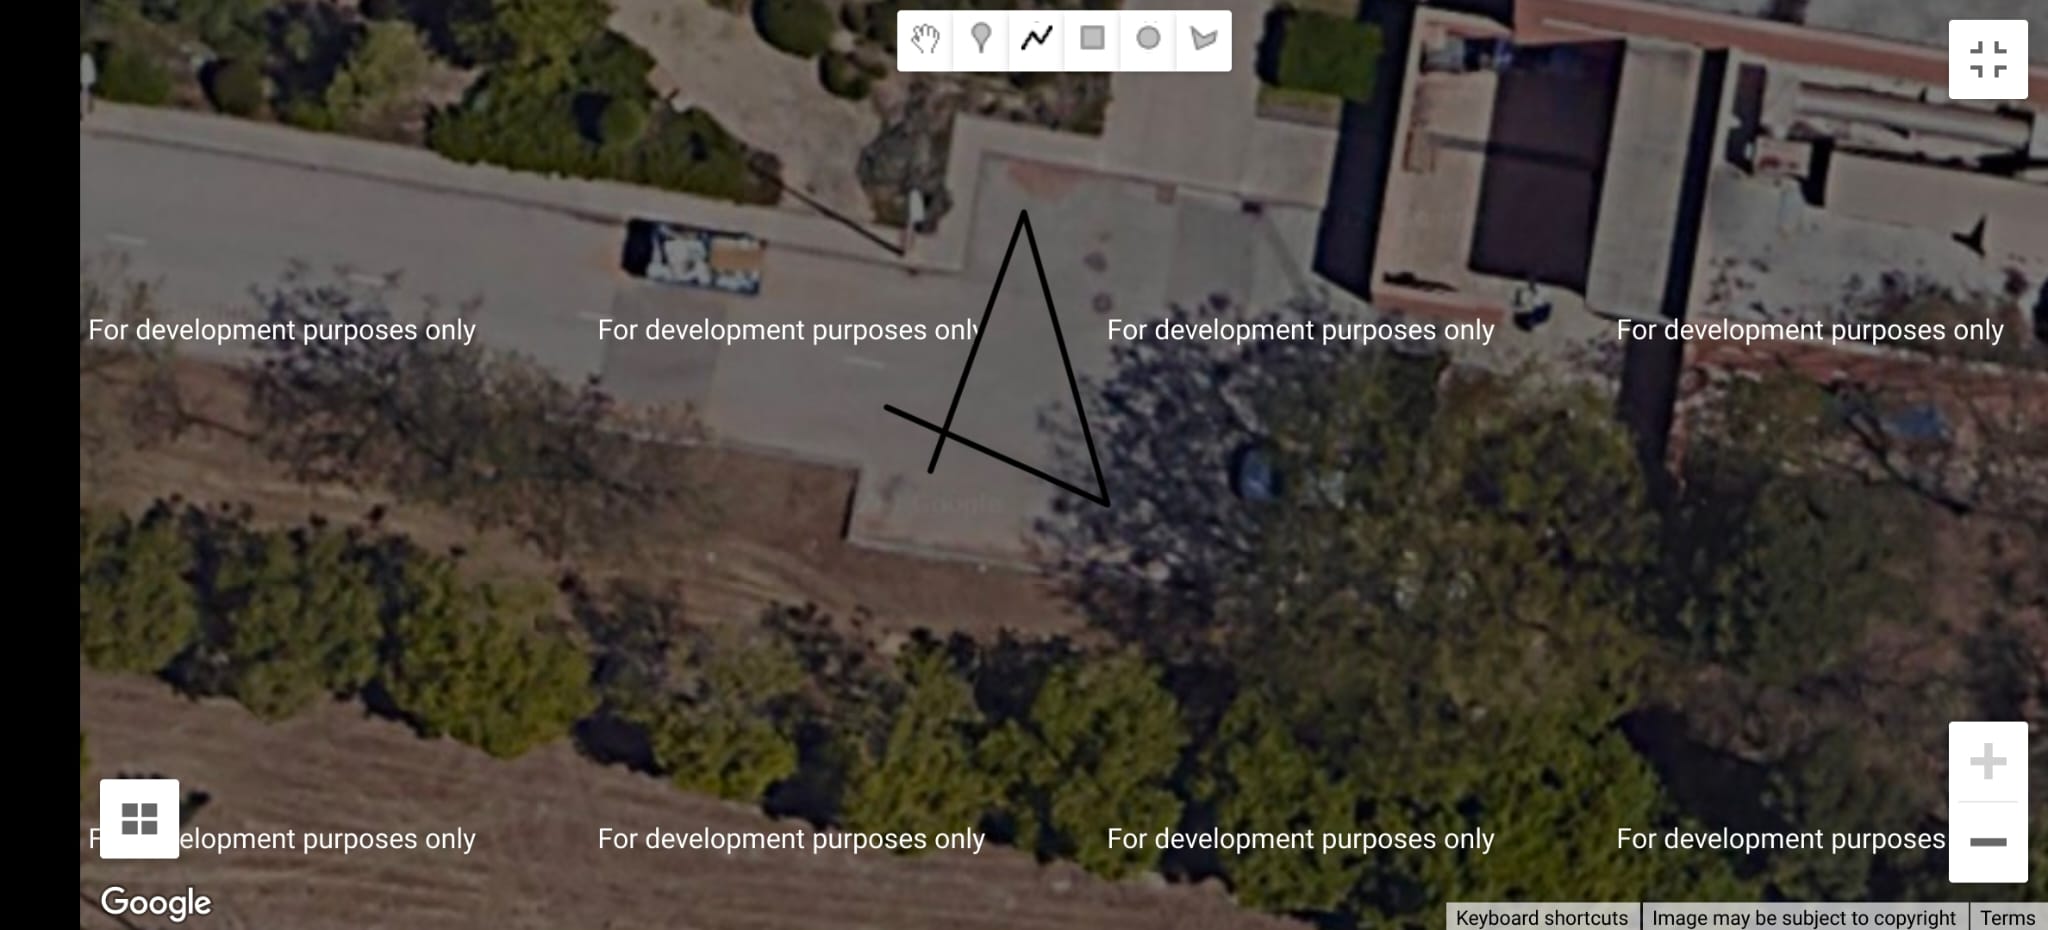 For development purposes only
For development purposes only
For development purposes only
For development purposes only
Google
F
elopment purposes only
For development purposes only
For development purposes only
For development purposes
Google
Keyboard shortcuts
Image may be subject to copyright
Terms